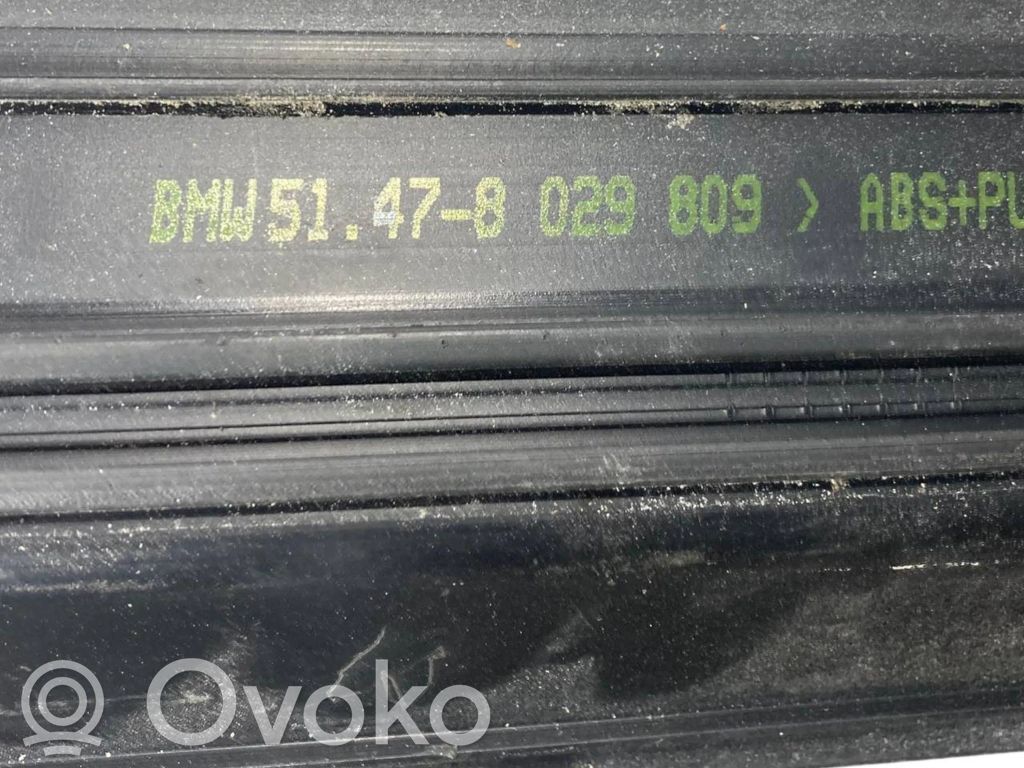 BMW 51.47-8 029 809 > ABS+PU
Ovoko